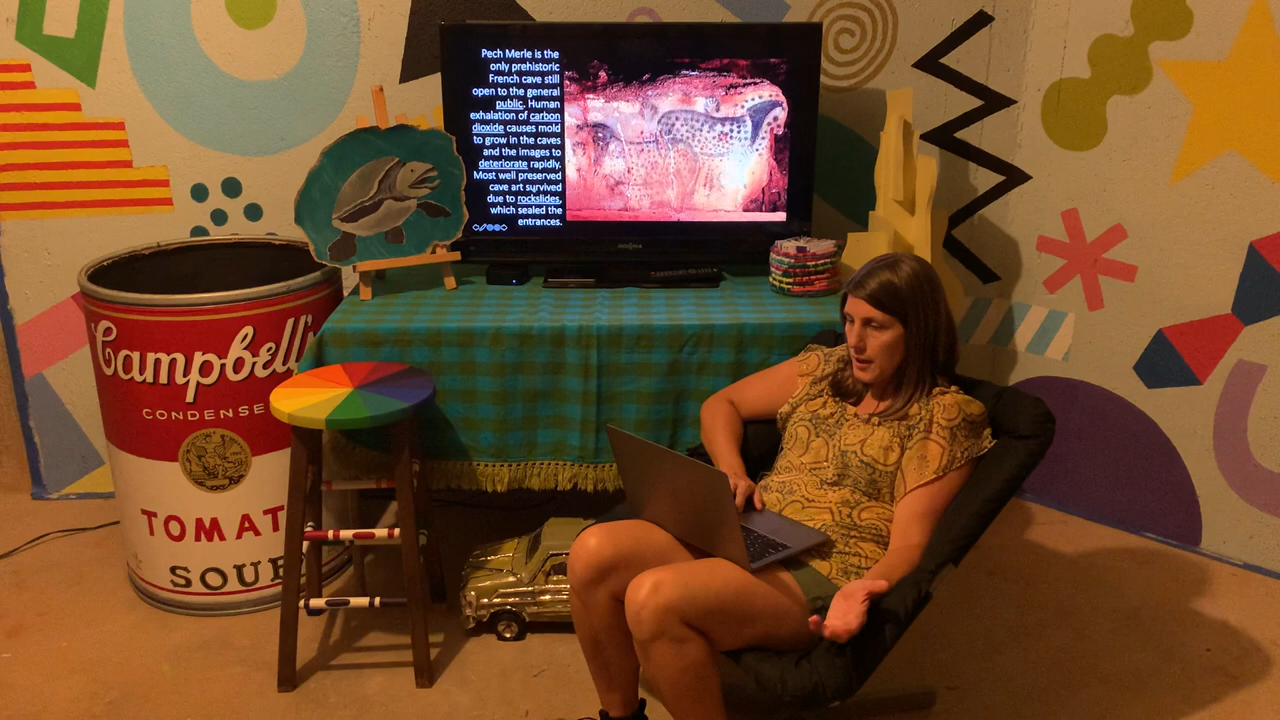 Pech Merle is the
only prehistoric
French cave still
open to the general
public. Human
exhalation of carbon
dioxide causes mold
to grow in the caves
and the images to
deteriorate rapidly.
Most well preserved
cave art survived
due to rockslides,
which sealed the
entrances.
INSIGNIA
Campbell's
CONDENSE
TOMAT
SOUP